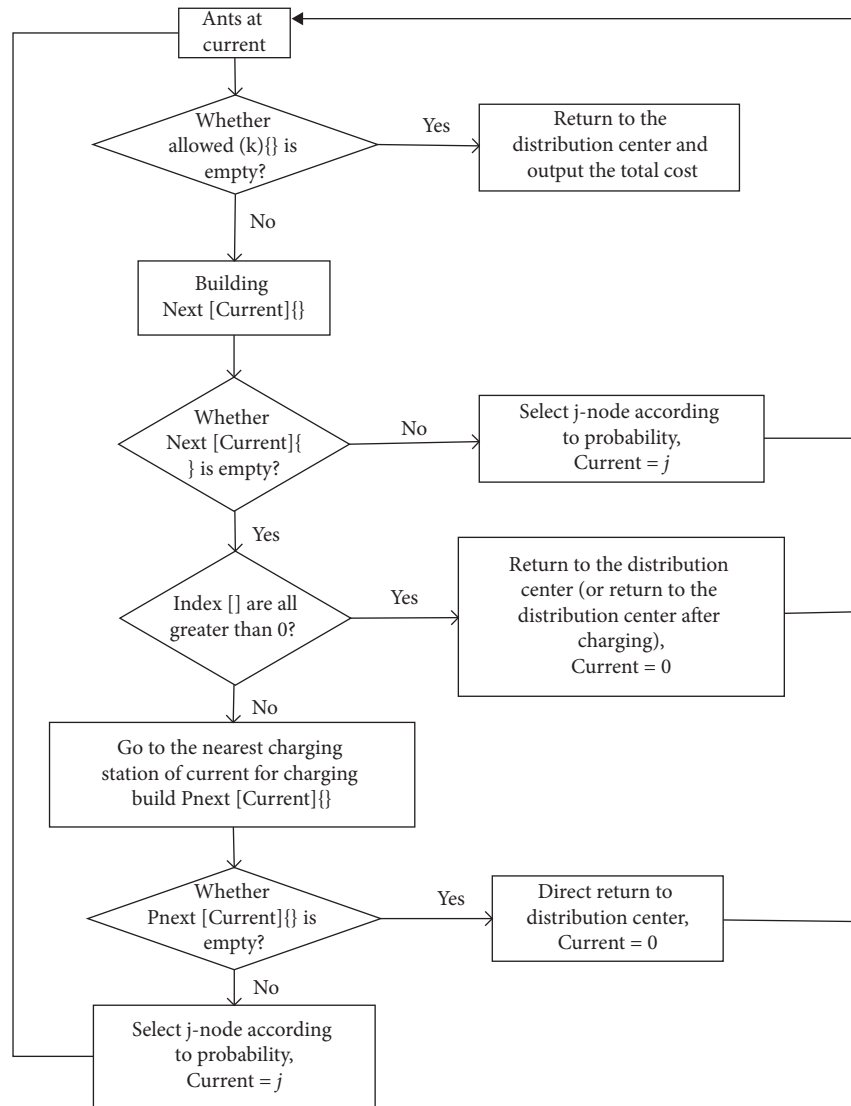 Ants at
current
Whether
allowed (k){} is
empty?
Yes
Return to the
distribution center and
output the total cost
No
Building
Next [Current]{}
Whether
Next [Current]{
} is empty?
No
Select j-node according
to probability,
Current = j
Yes
Index [] are all
greater than 0?
Yes
Return to the distribution
center (or return to the
distribution center after
charging),
Current = 0
No
Go to the nearest charging
station of current for charging
build Pnext [Current]{}
Whether
Pnext [Current]{} is
empty?
Yes
Direct return to
distribution center,
Current = 0
No
Select j-node according
to probability,
Current = j